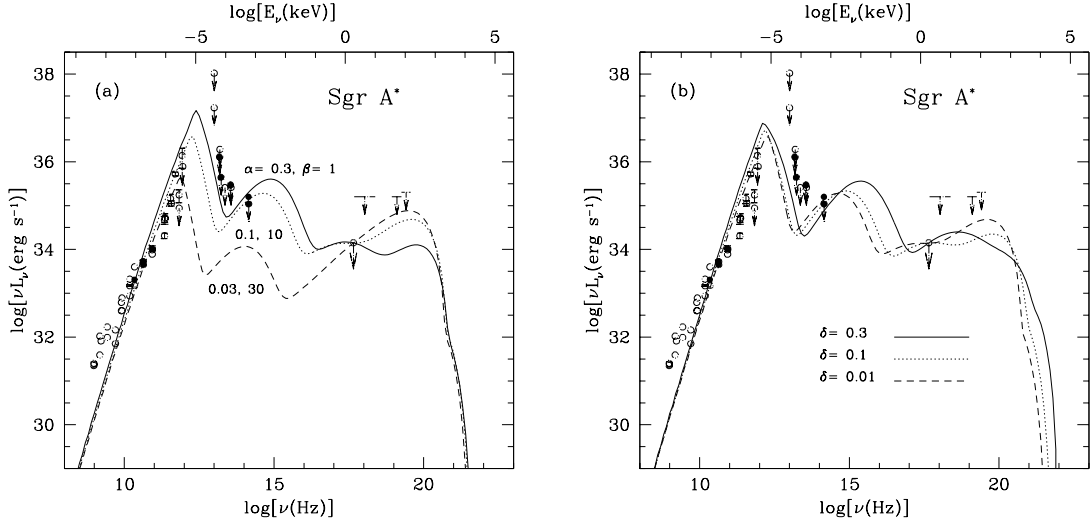 log[E_ν(keV)]
−5 0 5
(a)
Sgr A*
α= 0.3, β= 1
0.1, 10
0.03, 30
38
36
34
32
30
log[νL_ν(erg s⁻¹)]
10 15 20
log[ν(Hz)]
log[E_ν(keV)]
−5 0 5
(b)
Sgr A*
δ= 0.3
δ= 0.1
δ= 0.01
38
36
34
32
30
log[νL_ν(erg s⁻¹)]
10 15 20
log[ν(Hz)]